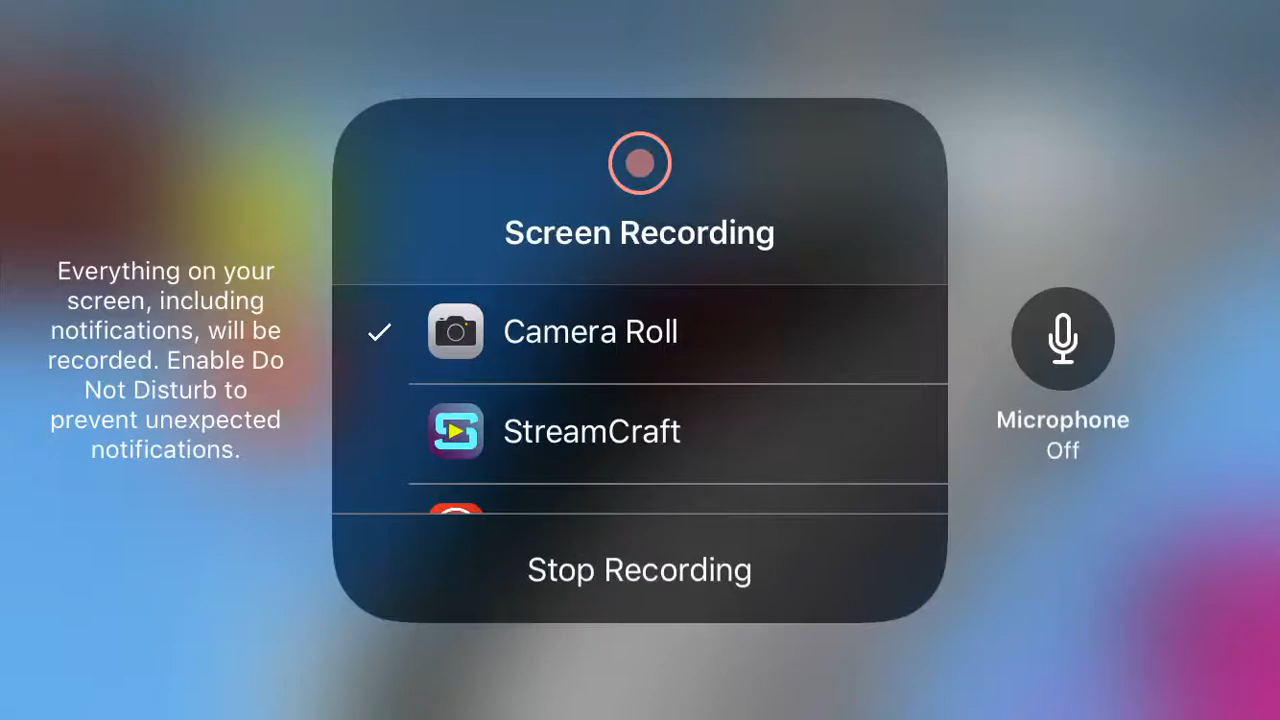 Screen Recording
Everything on your
screen, including
notifications, will be
recorded. Enable Do
Not Disturb to
prevent unexpected
notifications.
Camera Roll
StreamCraft
Stop Recording
Microphone
Off